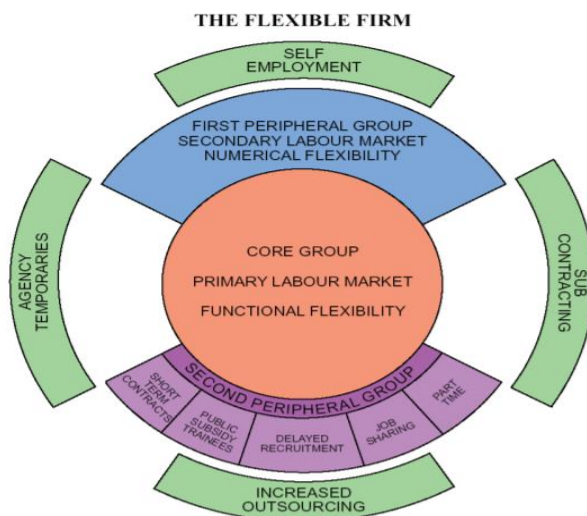 THE FLEXIBLE FIRM
SELF
EMPLOYMENT
FIRST PERIPHERAL GROUP
SECONDARY LABOUR MARKET
NUMERICAL FLEXIBILITY
AGENCY
TEMPORARIES
CORE GROUP
PRIMARY LABOUR MARKET
FUNCTIONAL FLEXIBILITY
SUB
CONTRACTING
SECOND PERIPHERAL GROUP
SHORT
TERM
CONTRACTS
PUBLIC
SUBSIDY
TRAINEES
DELAYED
RECRUITMENT
JOB
SHARING
PART
TIME
INCREASED
OUTSOURCING